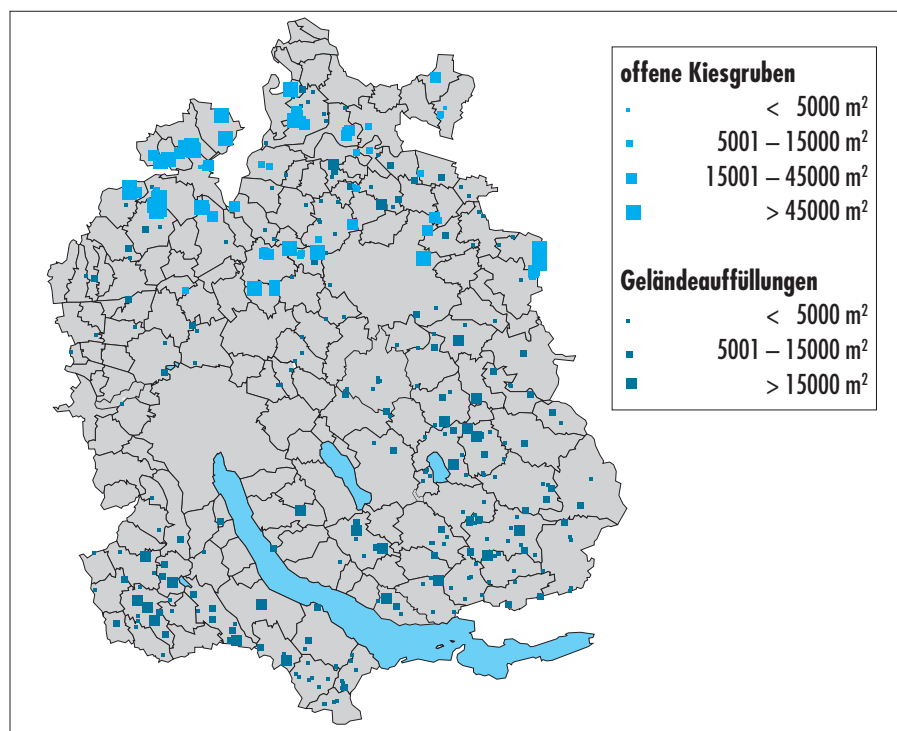 offene Kiesgruben
< 5000 m²
5001 – 15000 m²
15001 – 45000 m²
> 45000 m²
Geländeauffüllungen
< 5000 m²
5001 – 15000 m²
> 15000 m²